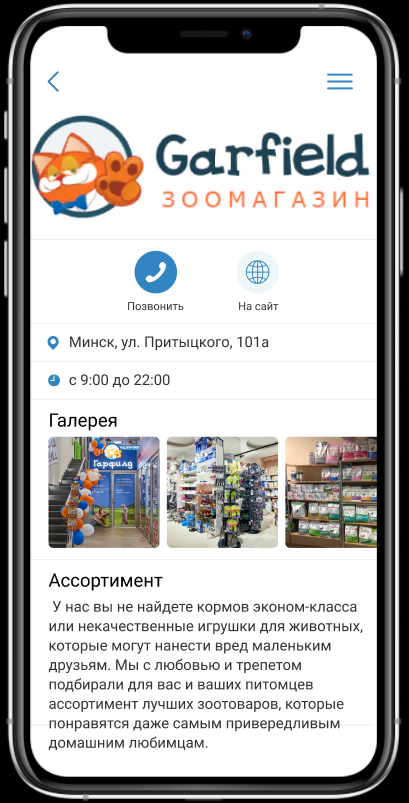 Garfield
ЗООМАГАЗИН
Позвонить
На сайт
Минск, ул. Притыцкого, 101а
с 9:00 до 22:00
Галерея
Гарфилд
Ассортимент
У нас вы не найдете кормов эконом-класса
или некачественные игрушки для животных,
которые могут нанести вред маленьким
друзьям. Мы с любовью и трепетом
подбирали для вас и ваших питомцев
ассортимент лучших зоотоваров, которые
понравятся даже самым привередливым
домашним любимцам.